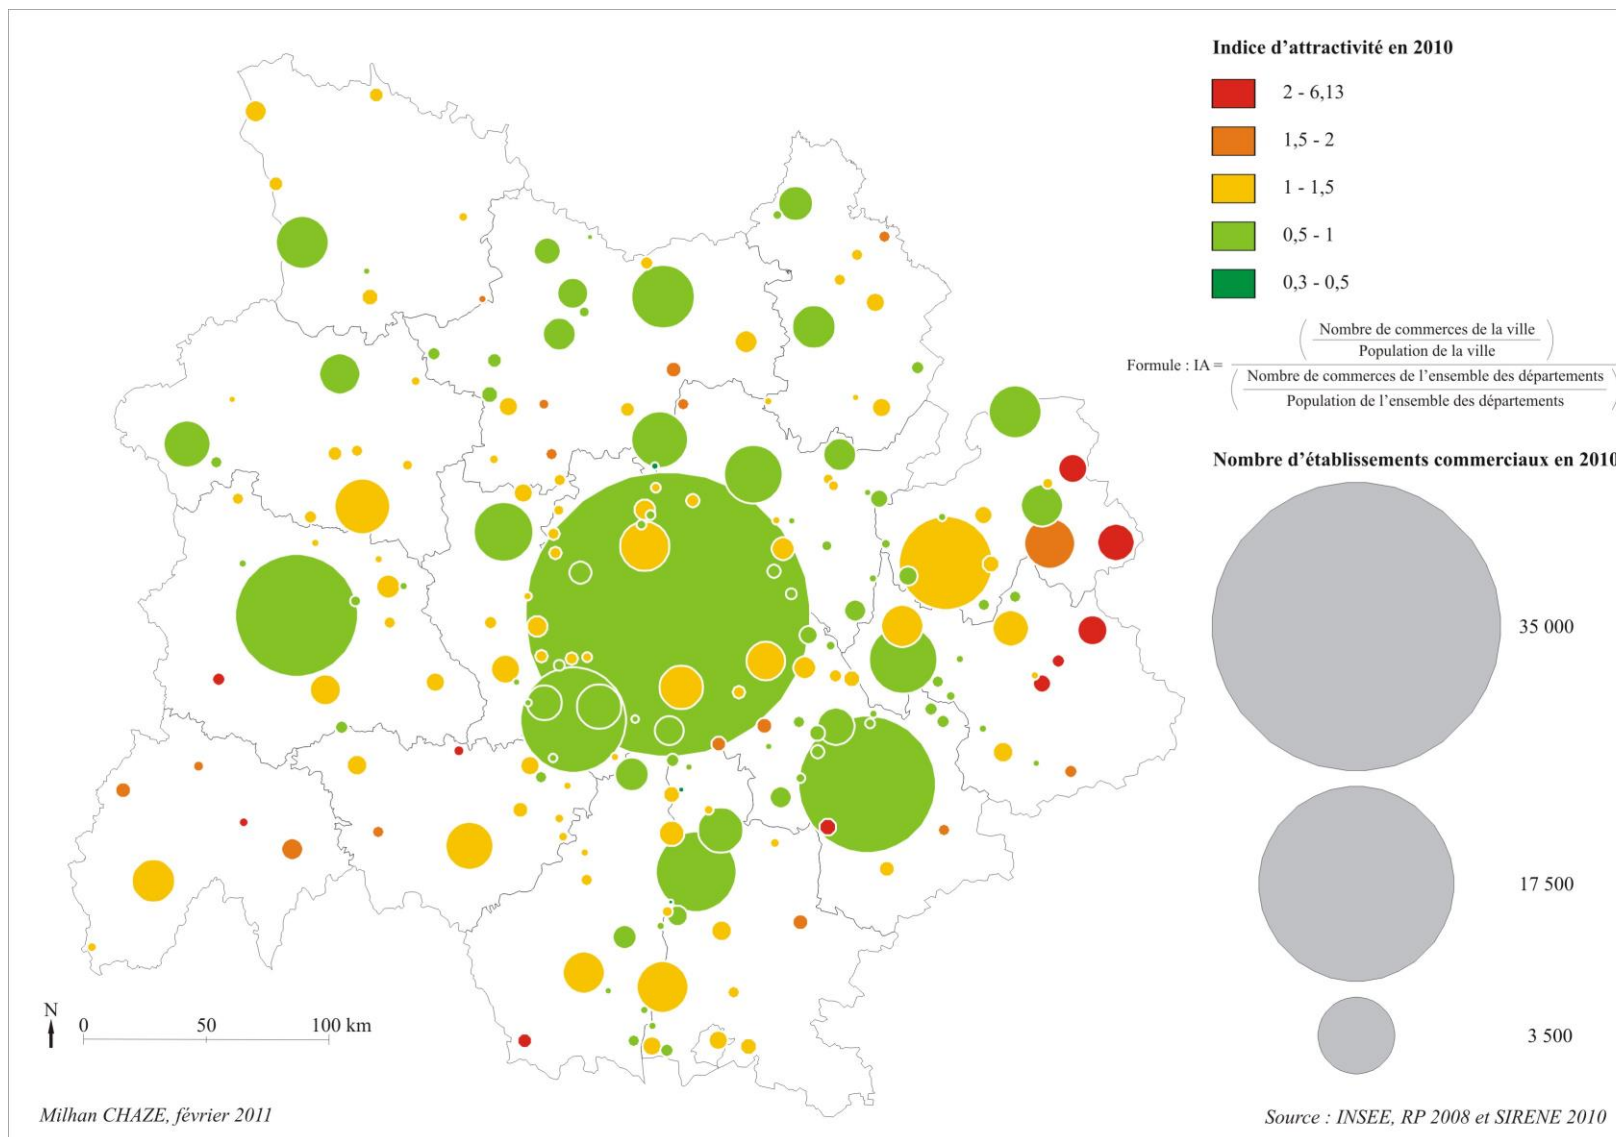 Indice d’attractivité en 2010
2 - 6,13
1,5 - 2
1 - 1,5
0,5 - 1
0,3 - 0,5
Nombre de commerces de la ville
Population de la ville
Formule : IA =
Nombre de commerces de l’ensemble des départements
Population de l’ensemble des départements
Nombre d’établissements commerciaux en 2010
35 000
17 500
3 500
N
0 50 100 km
Milhan CHAZE, février 2011
Source : INSEE, RP 2008 et SIRENE 2010